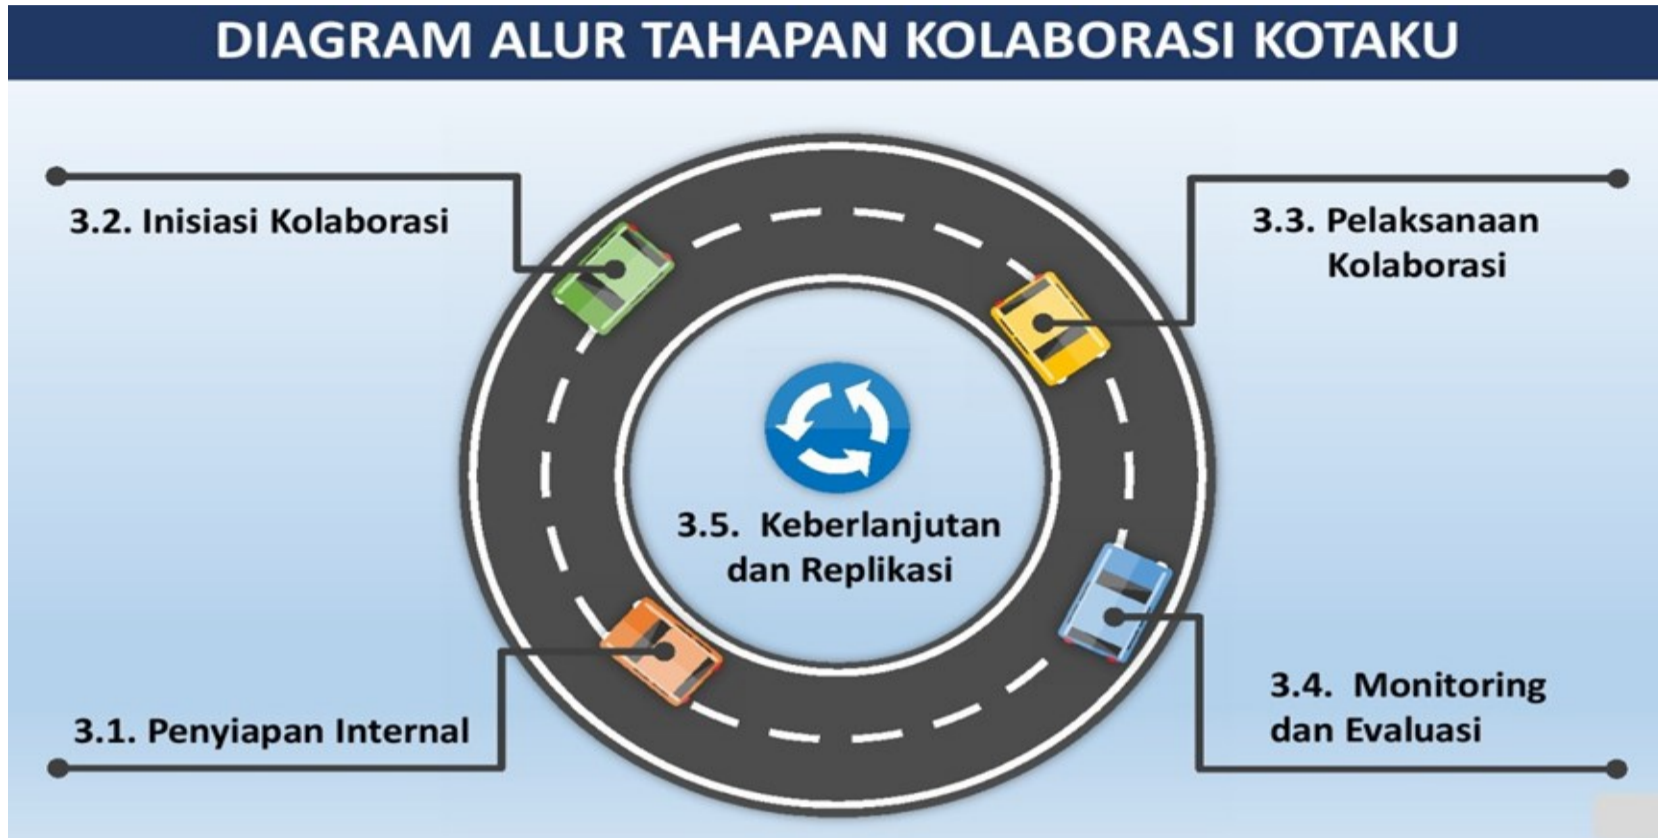 DIAGRAM ALUR TAHAPAN KOLABORASI KOTAKU
3.2. Inisiasi Kolaborasi
3.3. Pelaksanaan
Kolaborasi
3.5. Keberlanjutan
dan Replikasi
3.1. Penyiapan Internal
3.4. Monitoring
dan Evaluasi